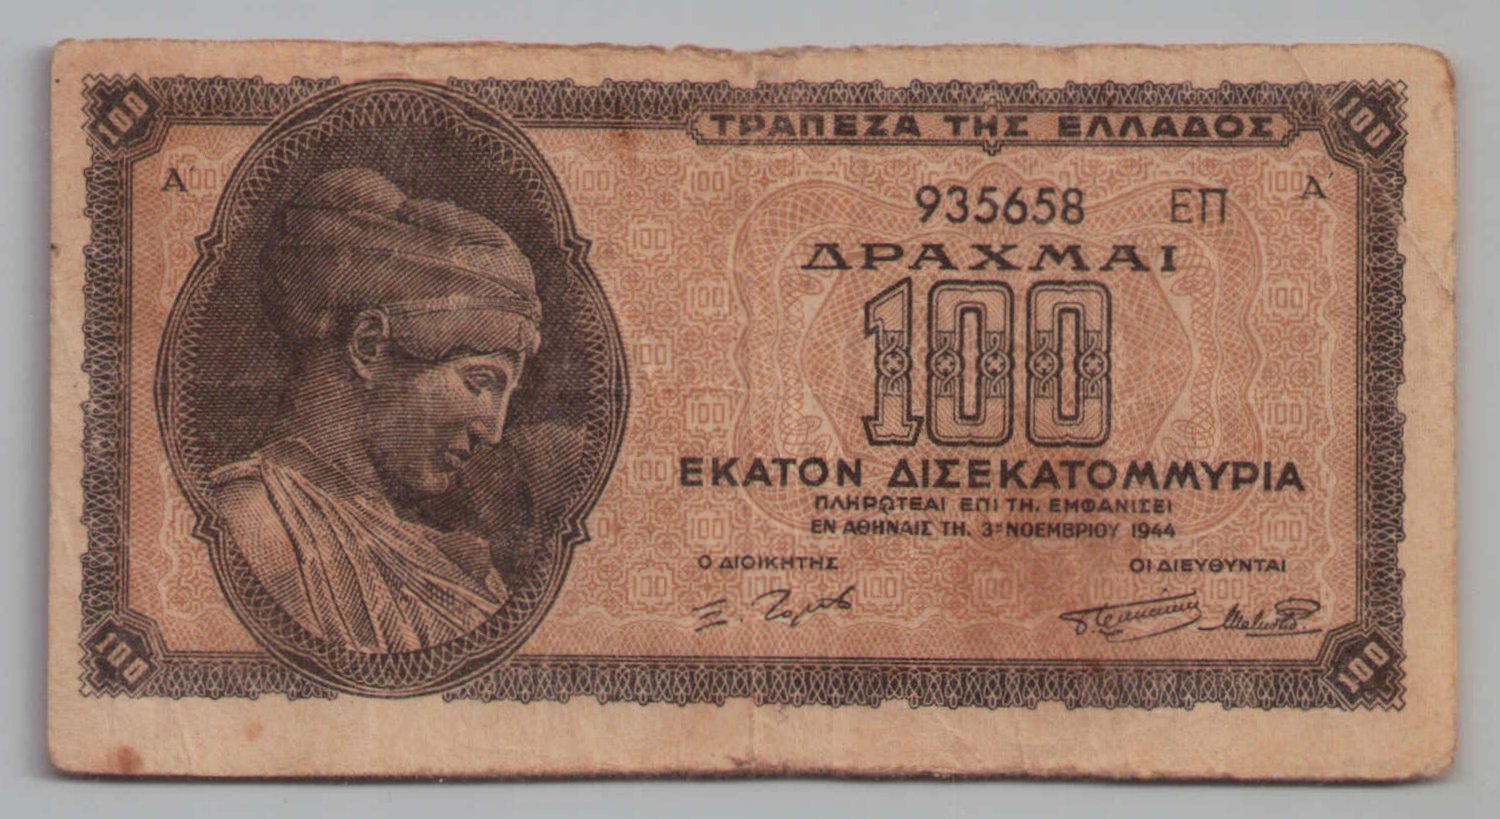 100 100
ΤΡΑΠΕΖΑ ΤΗΣ ΕΛΛΑΔΟΣ
Α 935658 ΕΠ Α΄
ΔΡΑΧΜΑΙ
100
ΕΚΑΤΟΝ ΔΙΣΕΚΑΤΟΜΜΥΡΙΑ
ΠΛΗΡΩΤΕΑΙ ΕΠΙ ΤΗ, ΕΜΦΑΝΙΣΕΙ
ΕΝ ΑΘΗΝΑΙΣ ΤΗ, 3ῃ ΝΟΕΜΒΡΙΟΥ 1944
Ο ΔΙΟΙΚΗΤΗΣ ΟΙ ΔΙΕΥΘΥΝΤΑΙ
100 100